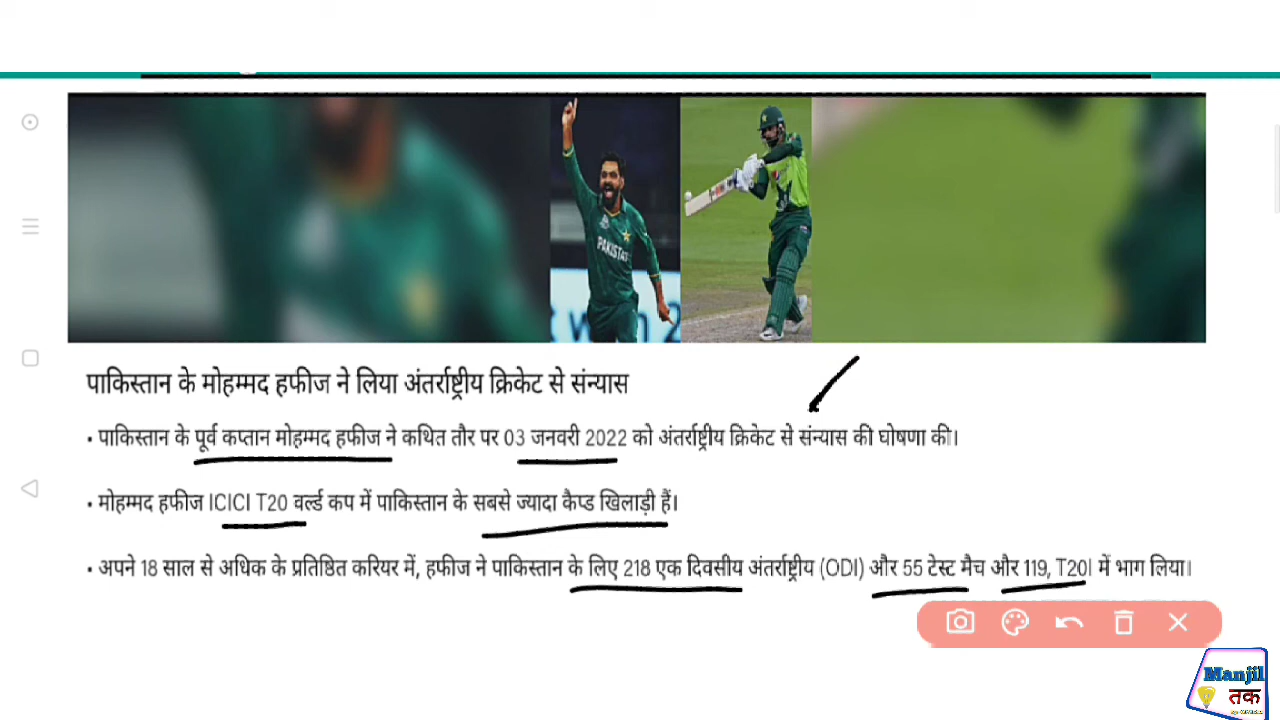 PAKISTAN
पाकिस्तान के मोहम्मद हफीज ने लिया अंतर्राष्ट्रीय क्रिकेट से संन्यास
• पाकिस्तान के पूर्व कप्तान मोहम्मद हफीज ने कथित तौर पर 03 जनवरी 2022 को अंतर्राष्ट्रीय क्रिकेट से संन्यास की घोषणा की।
• मोहम्मद हफीज ICICI T20 वर्ल्ड कप में पाकिस्तान के सबसे ज्यादा कैप्ड खिलाड़ी हैं।
• अपने 18 साल से अधिक के प्रतिष्ठित करियर में, हफीज ने पाकिस्तान के लिए 218 एक दिवसीय अंतर्राष्ट्रीय (ODI) और 55 टेस्ट मैच और 119, T20I में भाग लिया।
Manjil
तक